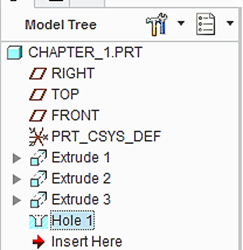 Model Tree
CHAPTER_1.PRT
RIGHT
TOP
FRONT
PRT_CSYS_DEF
Extrude 1
Extrude 2
Extrude 3
Hole 1
Insert Here